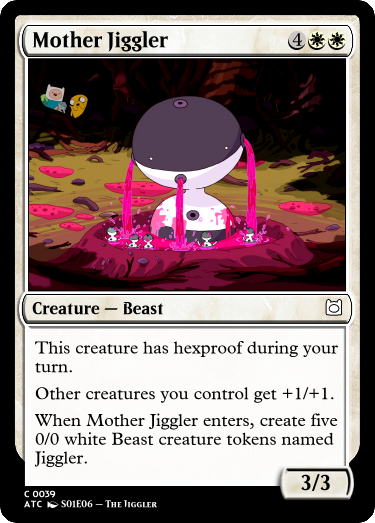 Mother Jiggler 4
Creature — Beast
This creature has hexproof during your
turn.
Other creatures you control get +1/+1.
When Mother Jiggler enters, create five
0/0 white Beast creature tokens named
Jiggler.
3/3
C 0039
ATC S01E06 – The Jiggler